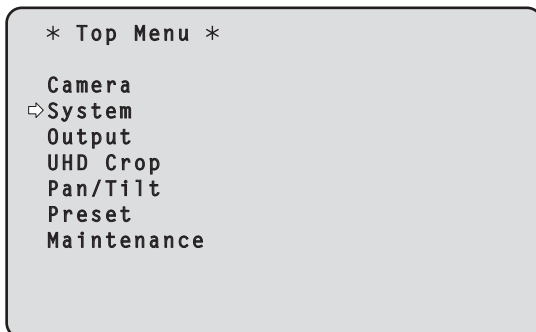 * Top Menu *
Camera
⇨System
Output
UHD Crop
Pan/Tilt
Preset
Maintenance